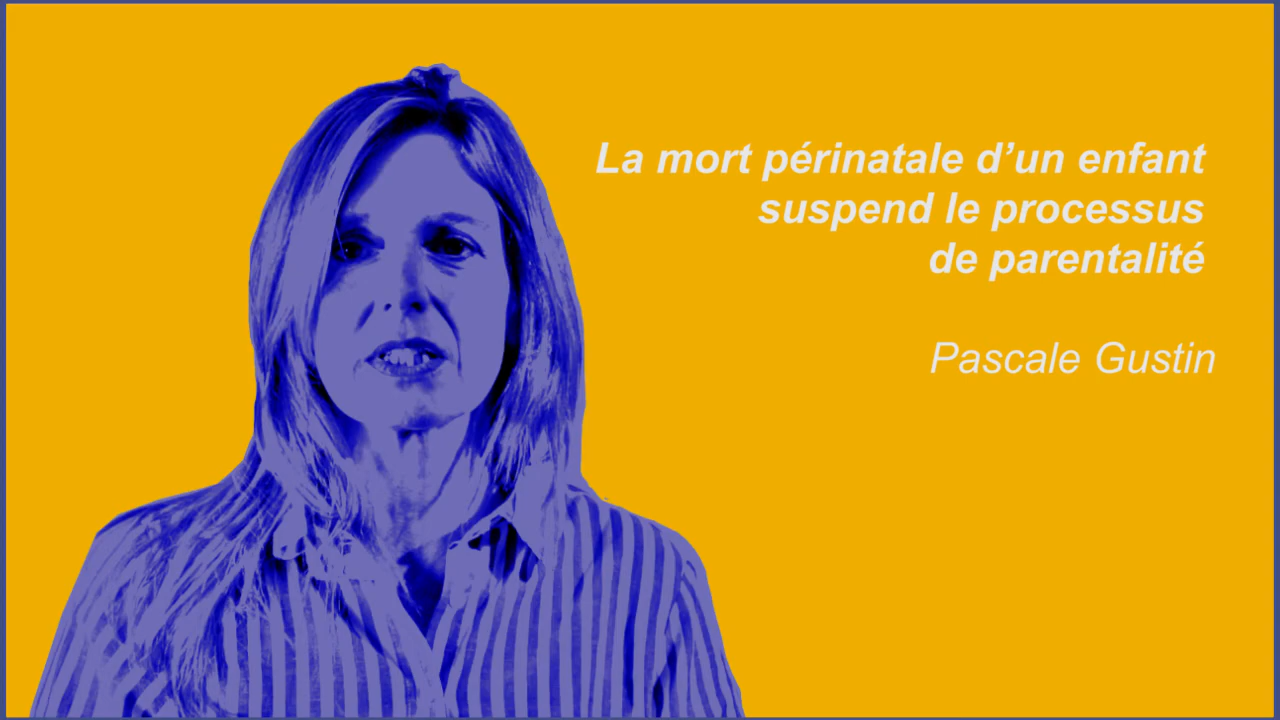 La mort périnatale d’un enfant
suspend le processus
de parentalité
Pascale Gustin